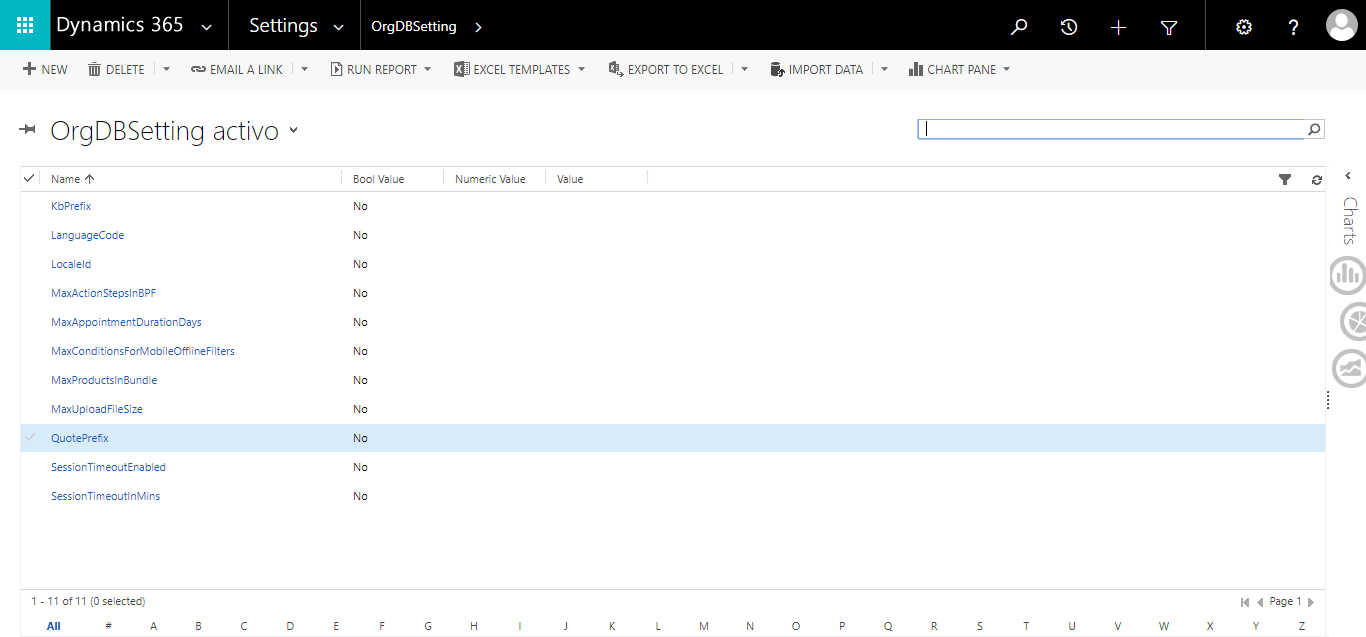 Dynamics 365 Settings OrgDBSetting
NEW DELETE EMAIL A LINK RUN REPORT EXCEL TEMPLATES EXPORT TO EXCEL IMPORT DATA CHART PANE
OrgDBSetting activo
Name Bool Value Numeric Value Value
KbPrefix No
LanguageCode No
LocaleId No
MaxActionStepsInBPF No
MaxAppointmentDurationDays No
MaxConditionsForMobileOfflineFilters No
MaxProductsInBundle No
MaxUploadFileSize No
QuotePrefix No
SessionTimeoutEnabled No
SessionTimeoutInMins No
Charts
1 - 11 of 11 (0 selected) Page 1
All # A B C D E F G H I J K L M N O P Q R S T U V W X Y Z